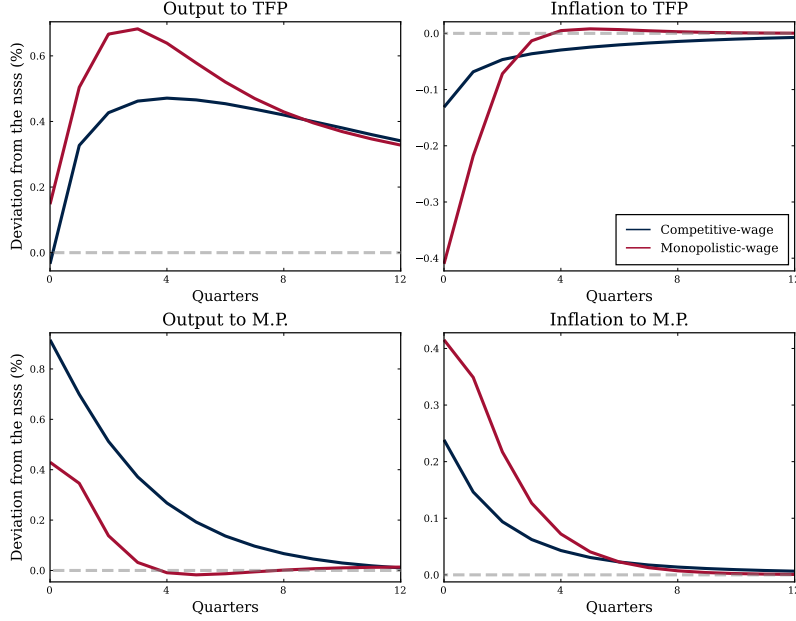 Output to TFP
Inflation to TFP
Deviation from the nsss (%)
0.6
0.4
0.2
0.0
0
4
8
12
Quarters
0.0
−0.1
−0.2
−0.3
−0.4
Competitive-wage
Monopolistic-wage
0
4
8
12
Quarters
Output to M.P.
Inflation to M.P.
Deviation from the nsss (%)
0.8
0.6
0.4
0.2
0.0
0
4
8
12
Quarters
0.4
0.3
0.2
0.1
0.0
0
4
8
12
Quarters